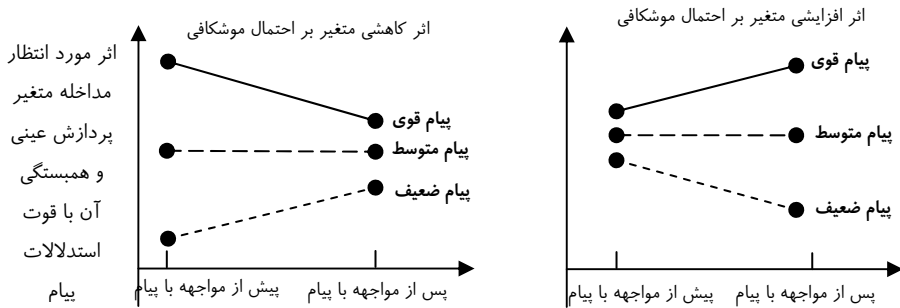 اثر افزایشی متغیر بر احتمال موشکافی
پیام قوی
پیام متوسط
پیام ضعیف
پیش از مواجهه با پیام
پس از مواجهه با پیام
اثر کاهشی متغیر بر احتمال موشکافی
پیام قوی
پیام متوسط
پیام ضعیف
پیش از مواجهه با پیام
پس از مواجهه با پیام
اثر مورد انتظار
مداخله متغیر
پردازش عینی
و همبستگی
آن با قوت
استدلالات
پیام